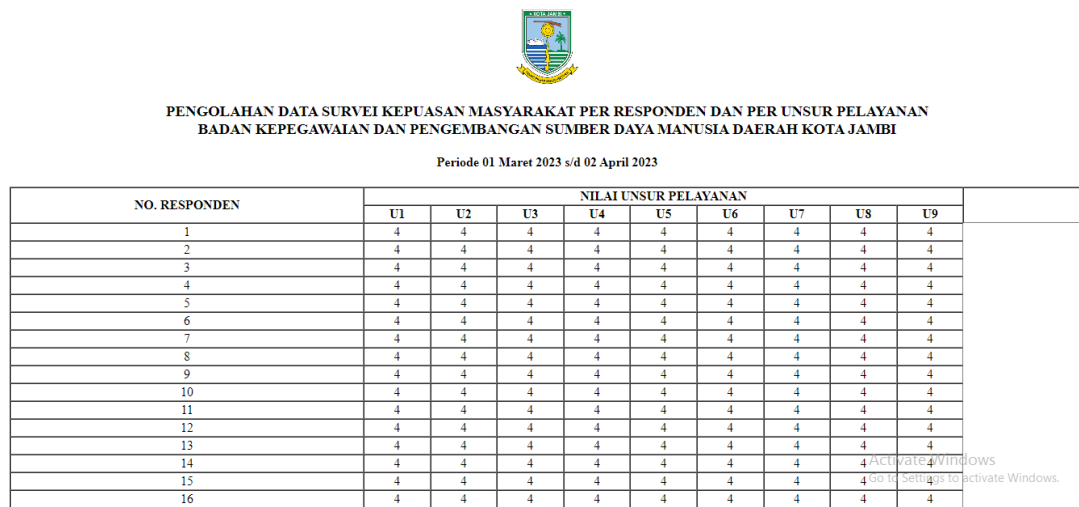 KOTA JAMBI
PENGOLAHAN DATA SURVEI KEPUASAN MASYARAKAT PER RESPONDEN DAN PER UNSUR PELAYANAN
BADAN KEPEGAWAIAN DAN PENGEMBANGAN SUMBER DAYA MANUSIA DAERAH KOTA JAMBI
Periode 01 Maret 2023 s/d 02 April 2023
NO. RESPONDEN NILAI UNSUR PELAYANAN
U1 U2 U3 U4 U5 U6 U7 U8 U9
1 4 4 4 4 4 4 4 4 4
2 4 4 4 4 4 4 4 4 4
3 4 4 4 4 4 4 4 4 4
4 4 4 4 4 4 4 4 4 4
5 4 4 4 4 4 4 4 4 4
6 4 4 4 4 4 4 4 4 4
7 4 4 4 4 4 4 4 4 4
8 4 4 4 4 4 4 4 4 4
9 4 4 4 4 4 4 4 4 4
10 4 4 4 4 4 4 4 4 4
11 4 4 4 4 4 4 4 4 4
12 4 4 4 4 4 4 4 4 4
13 4 4 4 4 4 4 4 4 4
14 4 4 4 4 4 4 4 4 4
15 4 4 4 4 4 4 4 4 4
16 4 4 4 4 4 4 4 4 4
Activate Windows
Go to Settings to activate Windows.